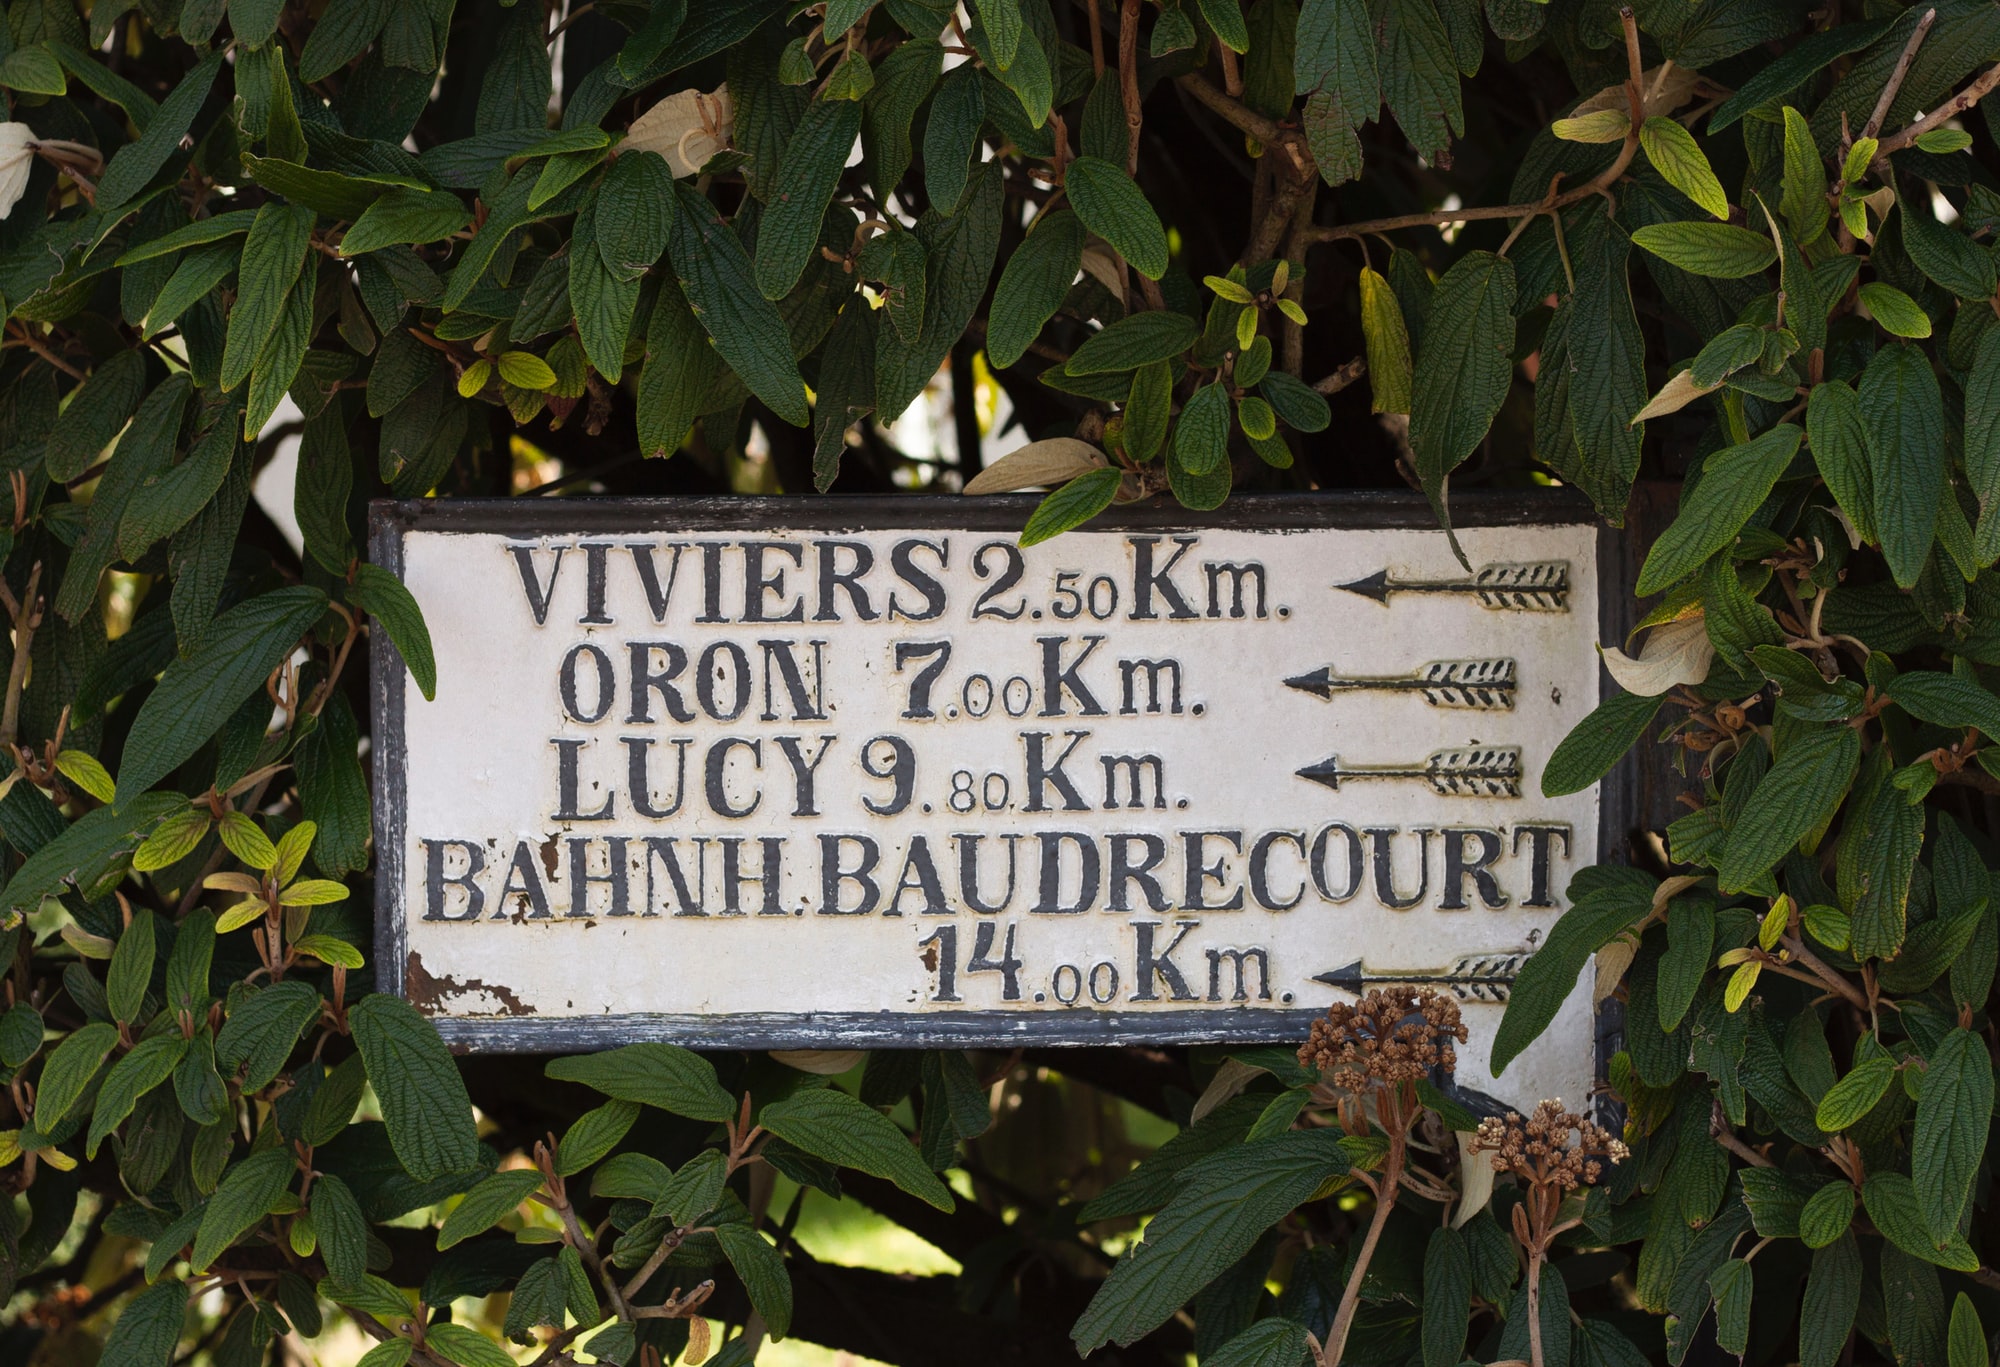 VIVIERS 2.50 Km.
ORON 7.00 Km.
LUCY 9.80 Km.
BAHNH. BAUDRECOURT
14.00 Km.